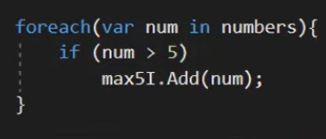 foreach(var num in numbers){
    if (num > 5)
        max5I.Add(num);
}